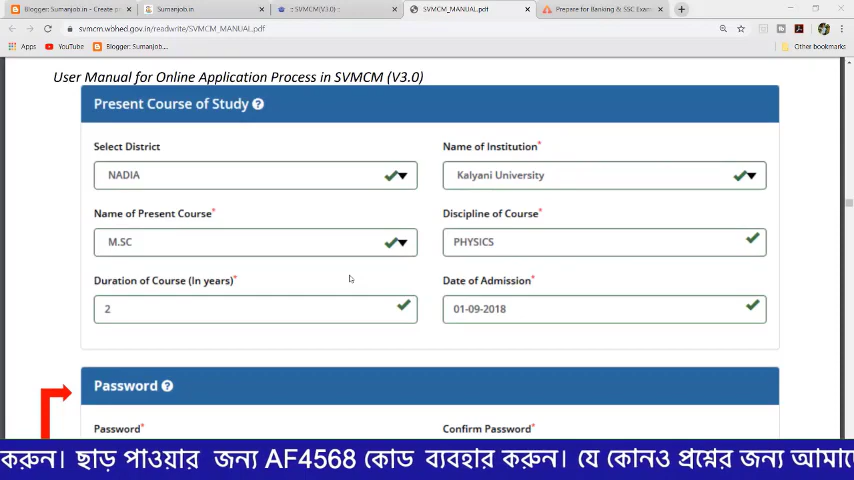 Blogger: Sumanjob.in - Create p
Sumanjob.in
:: SVMCM(V3.0) ::
SVMCM_MANUAL.pdf
Prepare for Banking & SSC Exam
svmcm.wbhed.gov.in/readwrite/SVMCM_MANUAL.pdf
Apps
YouTube
Blogger: Sumanjob....
Other bookmarks
User Manual for Online Application Process in SVMCM (V3.0)
Present Course of Study ?
Select District
Name of Institution*
NADIA
Kalyani University
Name of Present Course*
Discipline of Course*
M.SC
PHYSICS
Duration of Course (In years)*
Date of Admission*
2
01-09-2018
Password ?
Password*
Confirm Password*
করুন। ছাড় পাওয়ার জন্য AF4568 কোড ব্যবহার করুন। যে কোনও প্রশ্নের জন্য আমাদে